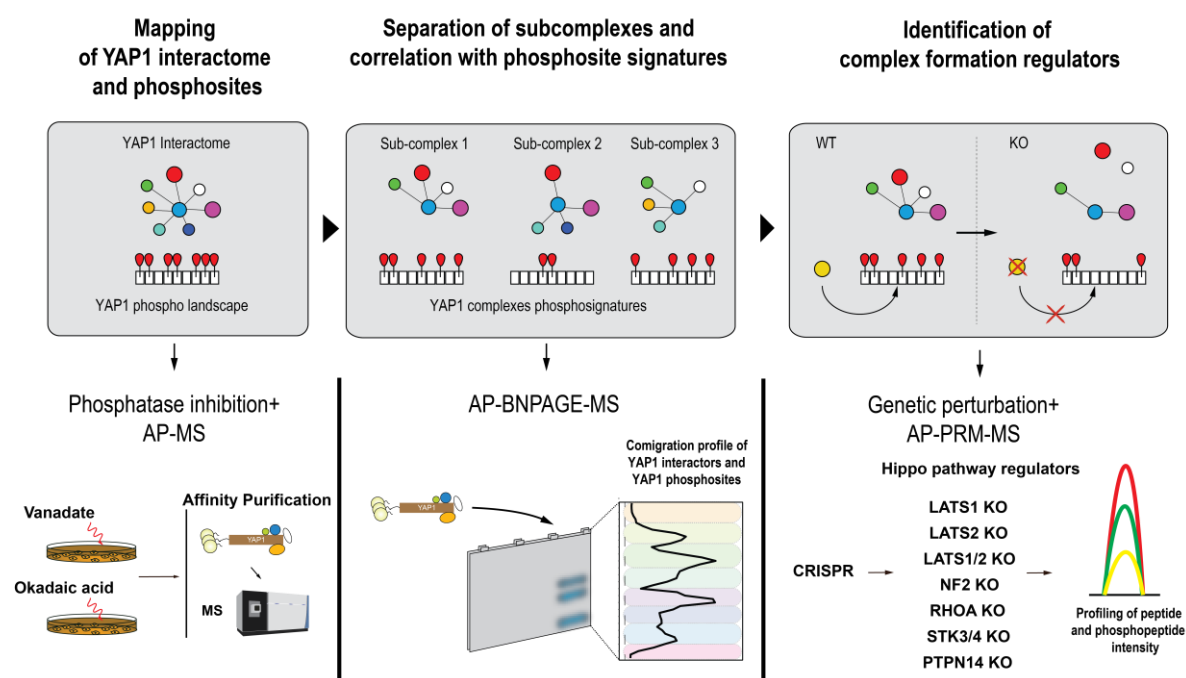 Mapping
of YAP1 interactome
and phosphosites
Separation of subcomplexes and
correlation with phosphosite signatures
Identification of
complex formation regulators
YAP1 Interactome
YAP1 phospho landscape
Sub-complex 1
Sub-complex 2
Sub-complex 3
YAP1 complexes phosphosignatures
WT
KO
Phosphatase inhibition+
AP-MS
Vanadate
Okadaic acid
Affinity Purification
YAP1
MS
AP-BNPAGE-MS
YAP1
Comigration profile of
YAP1 interactors and
YAP1 phosphosites
Genetic perturbation+
AP-PRM-MS
Hippo pathway regulators
CRISPR
LATS1 KO
LATS2 KO
LATS1/2 KO
NF2 KO
RHOA KO
STK3/4 KO
PTPN14 KO
Profiling of peptide
and phosphopeptide
intensity